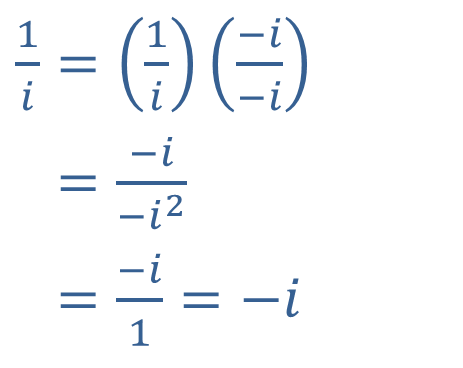 1/i = (1/i)(−i/−i)
= −i/−i²
= −i/1 = −i